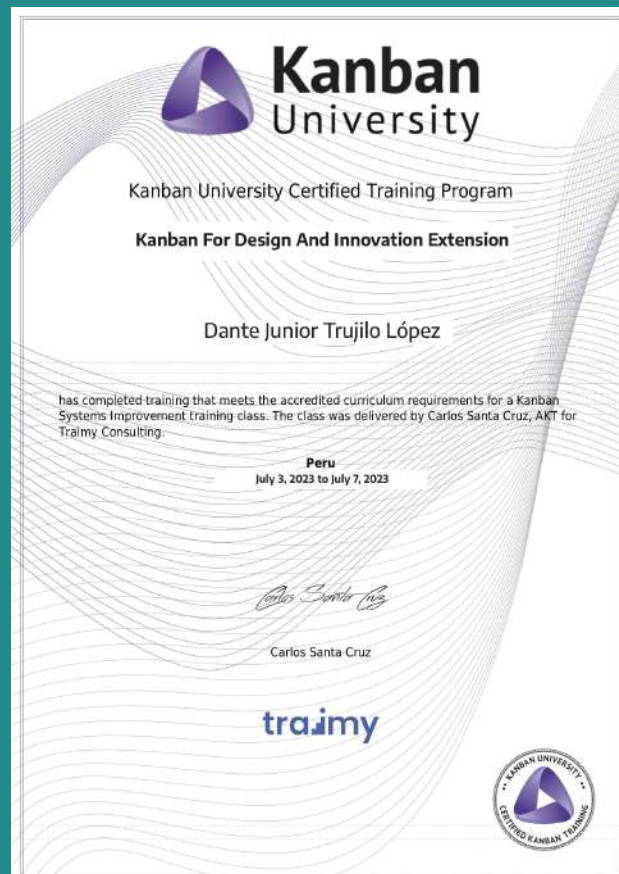 Kanban
University
Kanban University Certified Training Program
Kanban For Design And Innovation Extension
Dante Junior Trujilo López
has completed training that meets the accredited curriculum requirements for a Kanban
Systems Improvement training class. The class was delivered by Carlos Santa Cruz, AKT for
Traimy Consulting.
Peru
July 3, 2023 to July 7, 2023
Carlos Santa Cruz
Carlos Santa Cruz
traimy
KANBAN UNIVERSITY
CERTIFIED KANBAN TRAINING